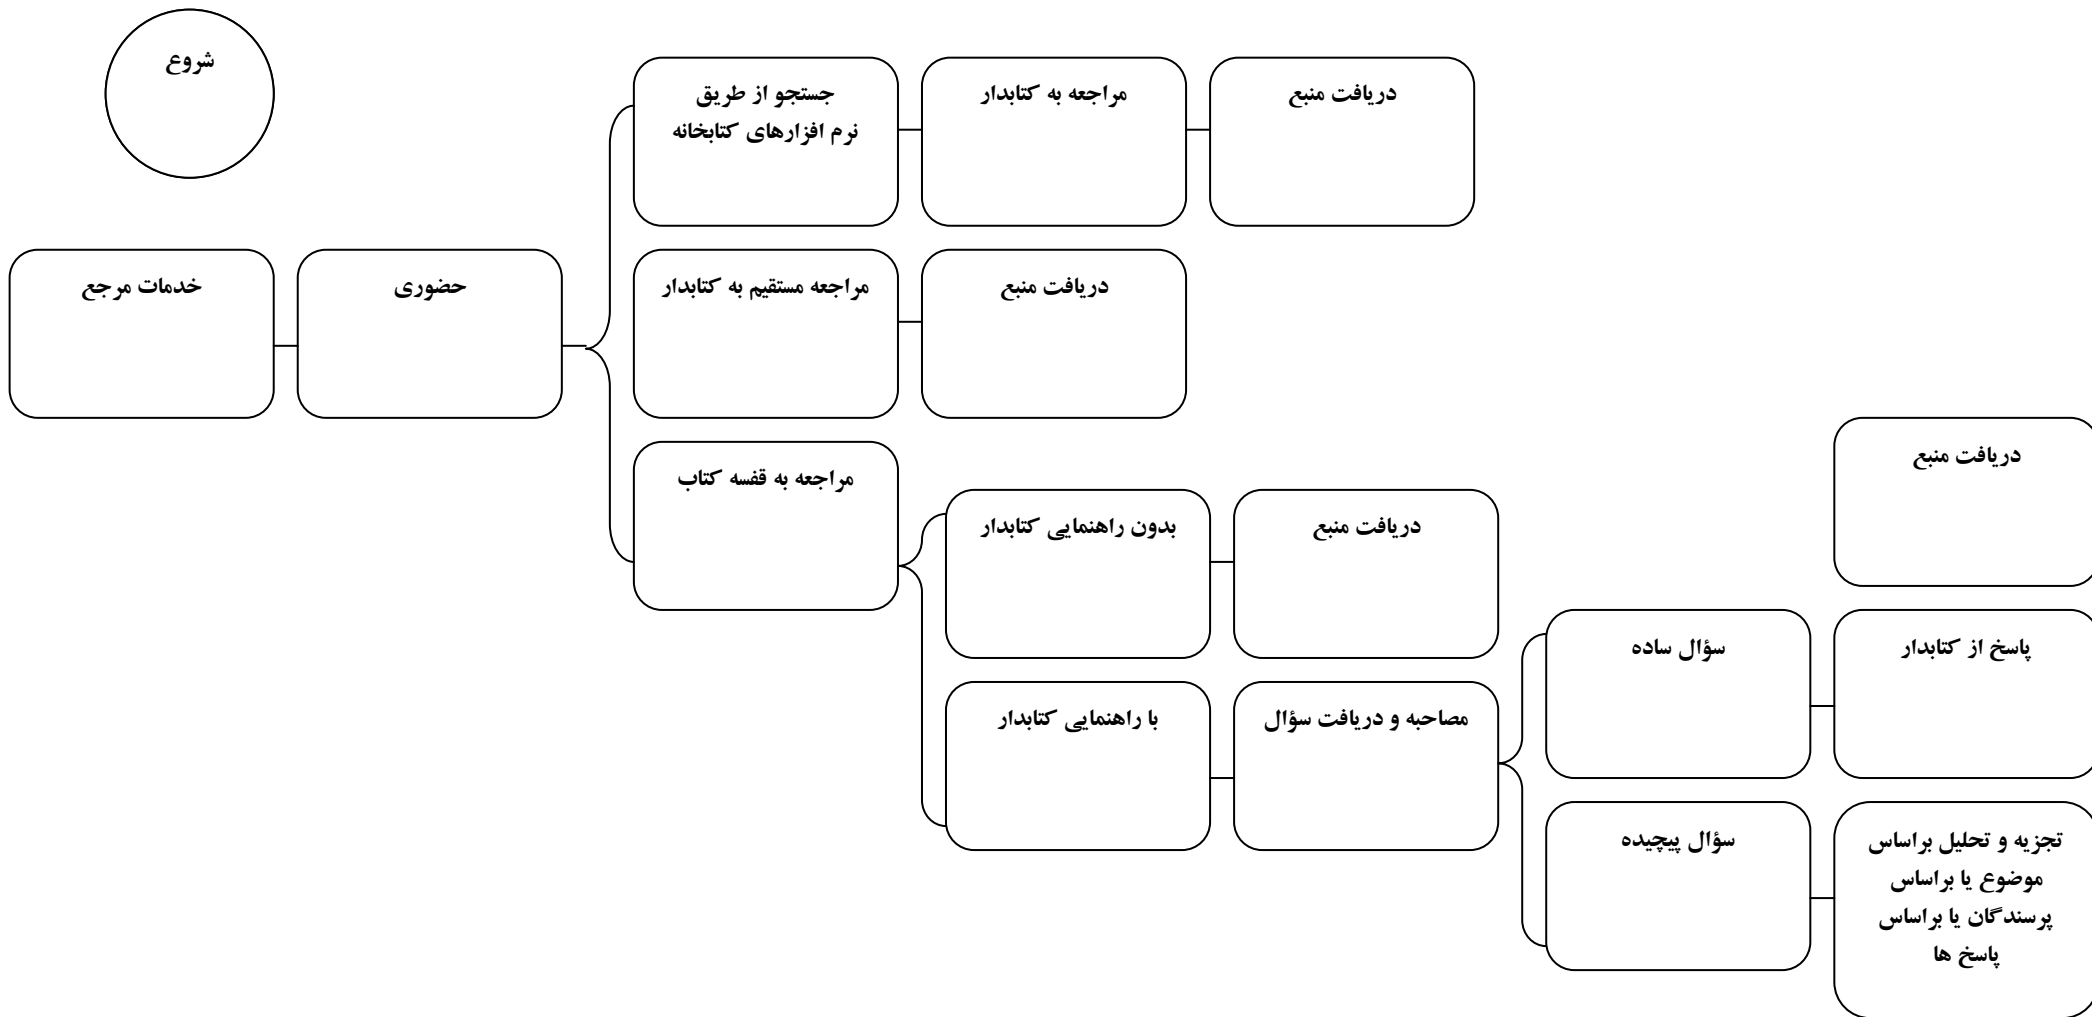 شروع
جستجو از طریق
نرم افزارهای کتابخانه
مراجعه به کتابدار
دریافت منبع
خدمات مرجع
حضوری
مراجعه مستقیم به کتابدار
دریافت منبع
مراجعه به قفسه کتاب
بدون راهنمایی کتابدار
دریافت منبع
دریافت منبع
با راهنمایی کتابدار
مصاحبه و دریافت سؤال
سؤال ساده
پاسخ از کتابدار
سؤال پیچیده
تجزیه و تحلیل براساس
موضوع یا براساس
پرسندگان یا براساس
پاسخ ها